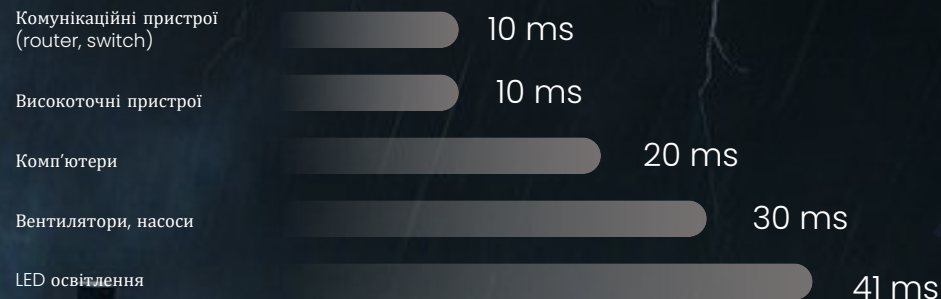 Комунікаційні пристрої
(router, switch)
10 ms
Високоточні пристрої
10 ms
Комп'ютери
20 ms
Вентилятори, насоси
30 ms
LED освітлення
41 ms